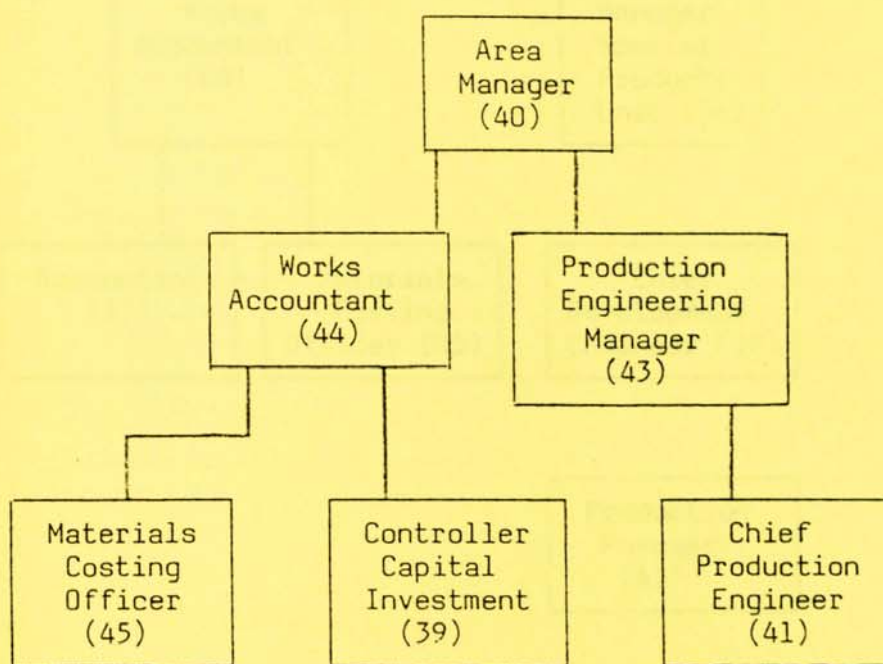 Area
Manager
(40)
Works
Accountant
(44)
Production
Engineering
Manager
(43)
Materials
Costing
Officer
(45)
Controller
Capital
Investment
(39)
Chief
Production
Engineer
(41)